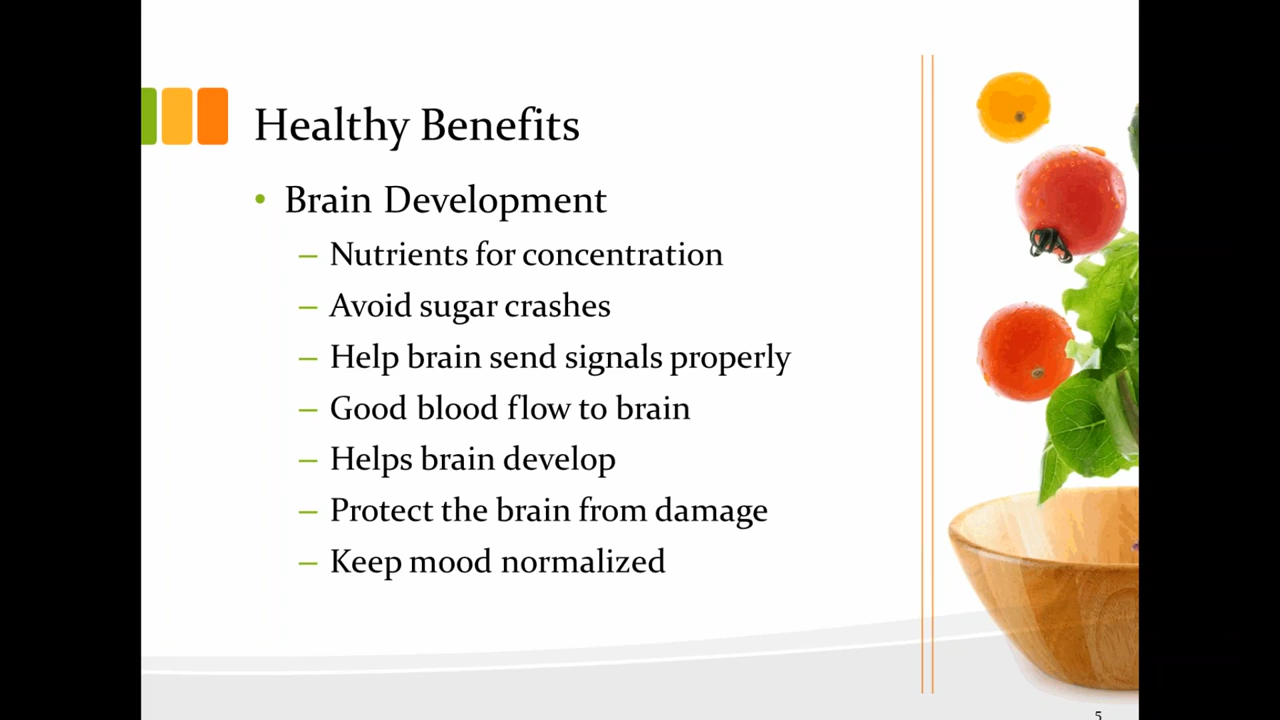 Healthy Benefits
• Brain Development
– Nutrients for concentration
– Avoid sugar crashes
– Help brain send signals properly
– Good blood flow to brain
– Helps brain develop
– Protect the brain from damage
– Keep mood normalized
5